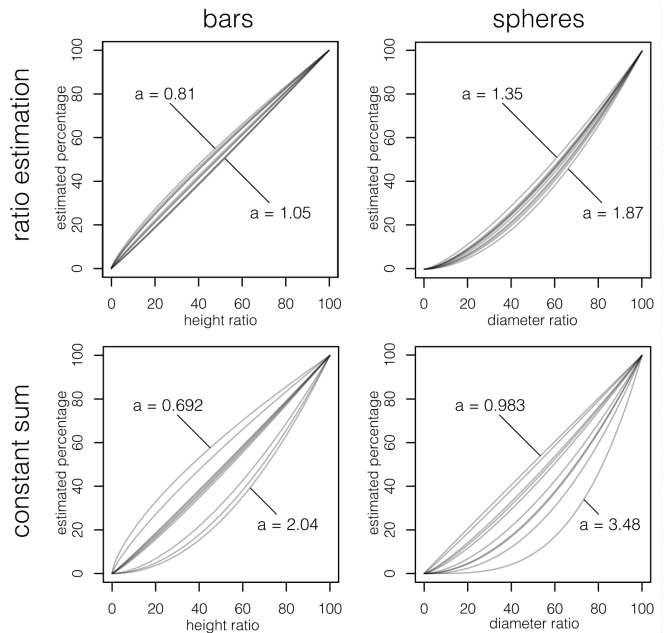 bars
spheres
ratio estimation
estimated percentage
0
20
40
60
80
100
a = 0.81
a = 1.05
0 20 40 60 80 100
height ratio
estimated percentage
0
20
40
60
80
100
a = 1.35
a = 1.87
0 20 40 60 80 100
diameter ratio
constant sum
estimated percentage
0
20
40
60
80
100
a = 0.692
a = 2.04
0 20 40 60 80 100
height ratio
estimated percentage
0
20
40
60
80
100
a = 0.983
a = 3.48
0 20 40 60 80 100
diameter ratio